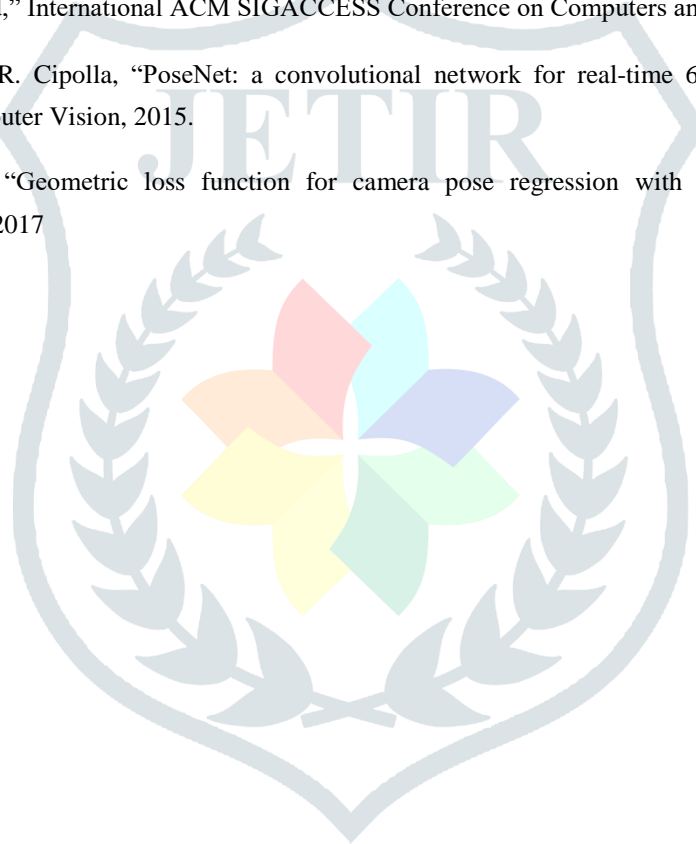 l,” International ACM SIGACCESS Conference on Computers an
R. Cipolla, “PoseNet: a convolutional network for real-time 6
outer Vision, 2015.
JETIR
“Geometric loss function for camera pose regression with
2017